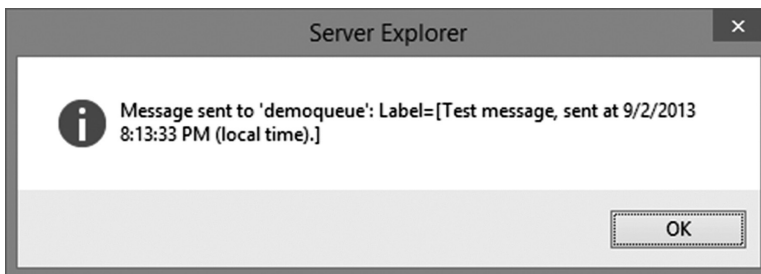 Server Explorer
Message sent to 'demoqueue': Label=[Test message, sent at 9/2/2013
8:13:33 PM (local time).]
OK